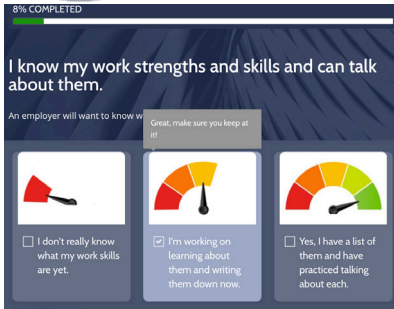 8% COMPLETED
I know my work strengths and skills and can talk
about them.
An employer will want to know w
Great, make sure you keep at
it!
I don't really know
what my work skills
are yet.
I'm working on
learning about
them and writing
them down now.
Yes, I have a list of
them and have
practiced talking
about each.